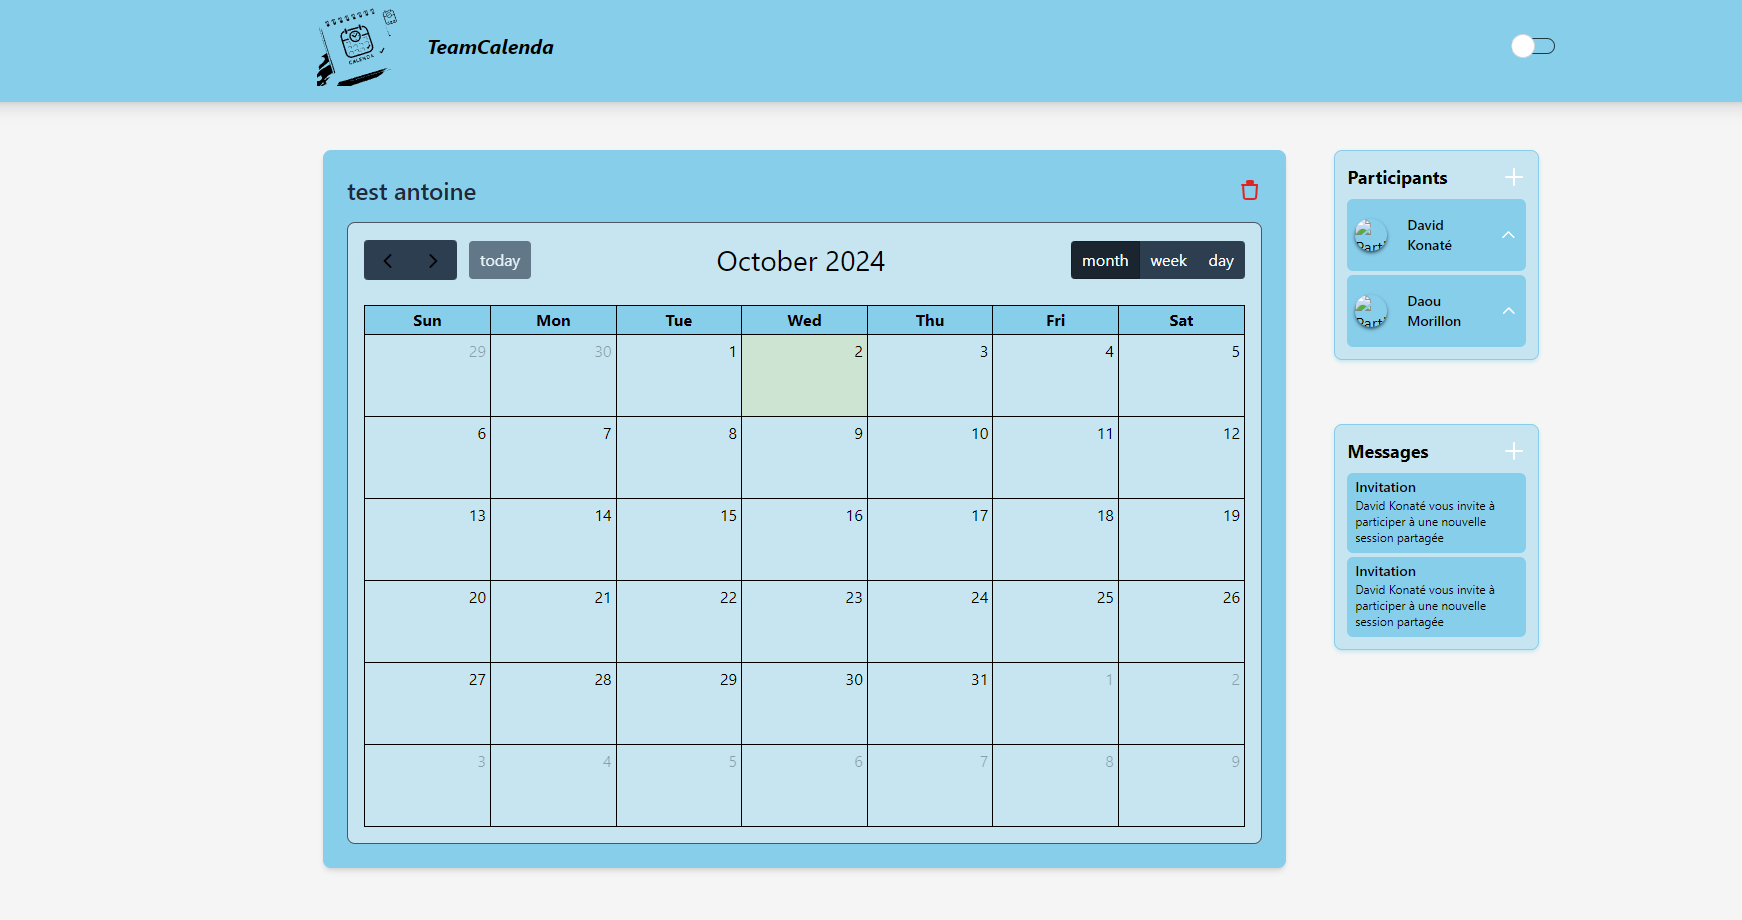 CALENDA
TeamCalenda
test antoine
today
October 2024
month week day
Sun Mon Tue Wed Thu Fri Sat
29 30 1 2 3 4 5
6 7 8 9 10 11 12
13 14 15 16 17 18 19
20 21 22 23 24 25 26
27 28 29 30 31 1 2
3 4 5 6 7 8 9
Participants
David
Konaté
Daou
Morillon
Messages
Invitation
David Konaté vous invite à
participer à une nouvelle
session partagée
Invitation
David Konaté vous invite à
participer à une nouvelle
session partagée